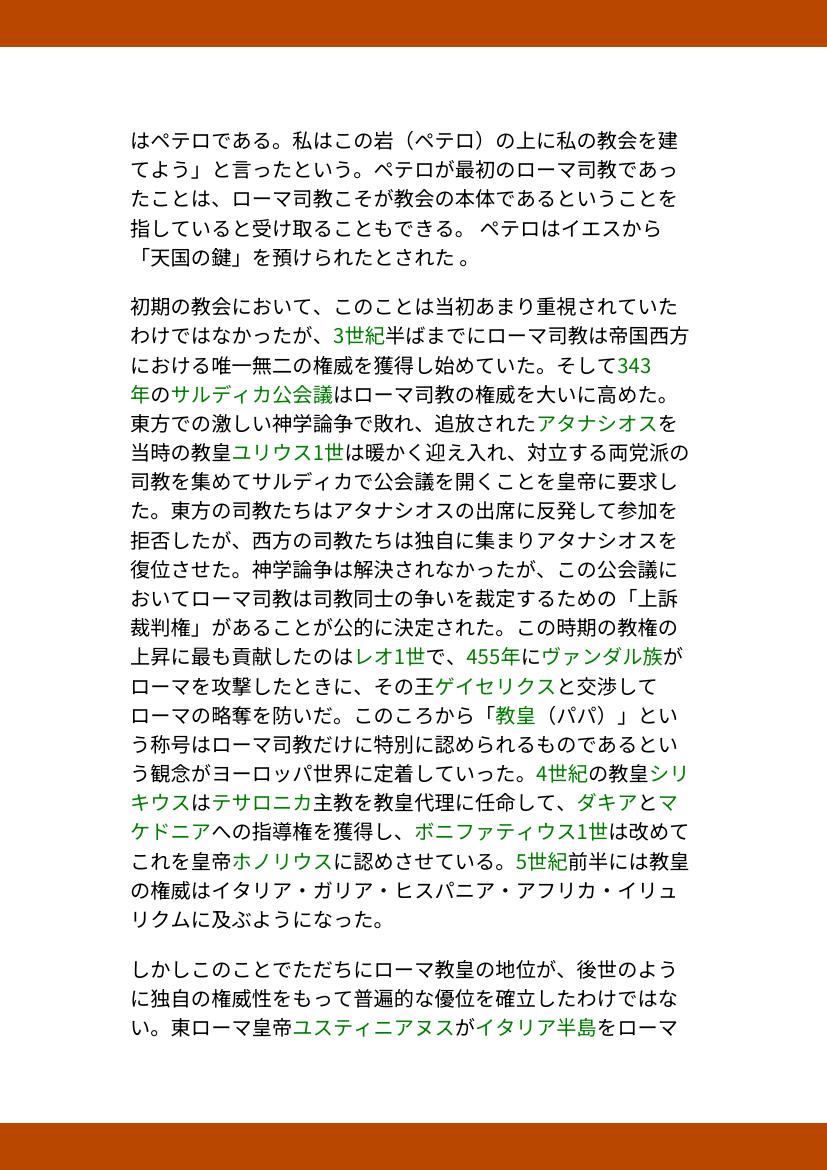 はペテロである。私はこの岩（ペテロ）の上に私の教会を建
てよう」と言ったという。ペテロが最初のローマ司教であっ
たことは、ローマ司教こそが教会の本体であるということを
指していると受け取ることもできる。 ペテロはイエスから
「天国の鍵」を預けられたとされた 。
初期の教会において、このことは当初あまり重視されていた
わけではなかったが、3世紀半ばまでにローマ司教は帝国西方
における唯一無二の権威を獲得し始めていた。そして343
年のサルディカ公会議はローマ司教の権威を大いに高めた。
東方での激しい神学論争で敗れ、追放されたアタナシオスを
当時の教皇ユリウス1世は暖かく迎え入れ、対立する両党派の
司教を集めてサルディカで公会議を開くことを皇帝に要求し
た。東方の司教たちはアタナシオスの出席に反発して参加を
拒否したが、西方の司教たちは独自に集まりアタナシオスを
復位させた。神学論争は解決されなかったが、この公会議に
おいてローマ司教は司教同士の争いを裁定するための「上訴
裁判権」があることが公的に決定された。この時期の教権の
上昇に最も貢献したのはレオ1世で、455年にヴァンダル族が
ローマを攻撃したときに、その王ゲイセリクスと交渉して
ローマの略奪を防いだ。このころから「教皇（パパ）」とい
う称号はローマ司教だけに特別に認められるものであるとい
う観念がヨーロッパ世界に定着していった。4世紀の教皇シリ
キウスはテサロニカ主教を教皇代理に任命して、ダキアとマ
ケドニアへの指導権を獲得し、ボニファティウス1世は改めて
これを皇帝ホノリウスに認めさせている。5世紀前半には教皇
の権威はイタリア・ガリア・ヒスパニア・アフリカ・イリュ
リクムに及ぶようになった。
しかしこのことでただちにローマ教皇の地位が、後世のよう
に独自の権威性をもって普遍的な優位を確立したわけではな
い。東ローマ皇帝ユスティニアヌスがイタリア半島をローマ